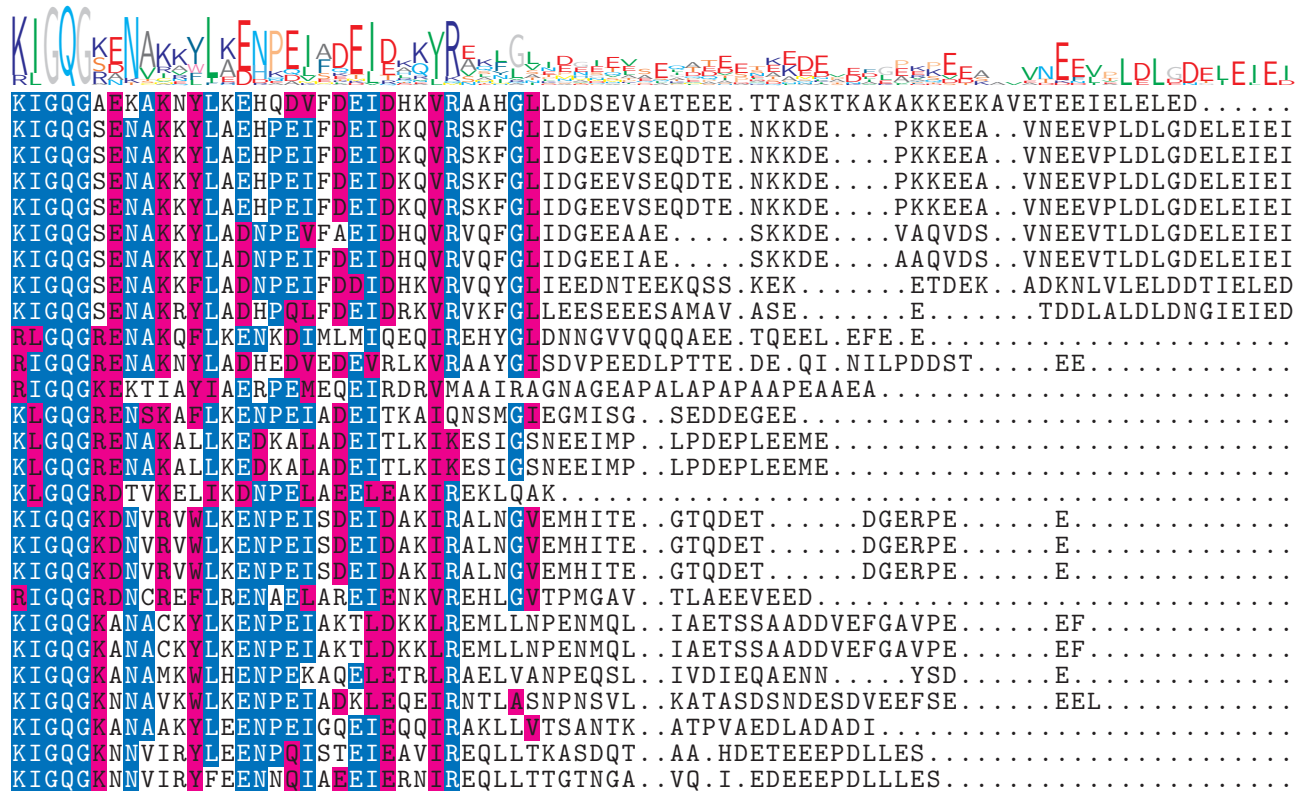 KIGQGKENAKKYLKENPEIADEIDKKYR
KIGQGAEKAKNYLKEHQDVFDEIDHKVRAAHGLLDDSEVAETEEE.TTASKTKAKAKKEEKAVETEEIELELED......
KIGQGSENAKKYLAEHPEIFDEIDKQVRSKFGLIDGEEVSEQDTE.NKKDE....PKKEEA..VNEEVPLDLGDELEIEI
KIGQGSENAKKYLAEHPEIFDEIDKQVRSKFGLIDGEEVSEQDTE.NKKDE....PKKEEA..VNEEVPLDLGDELEIEI
KIGQGSENAKKYLAEHPEIFDEIDKQVRSKFGLIDGEEVSEQDTE.NKKDE....PKKEEA..VNEEVPLDLGDELEIEI
KIGQGSENAKKYLAEHPEIFDEIDKQVRSKFGLIDGEEVSEQDTE.NKKDE....PKKEEA..VNEEVPLDLGDELEIEI
KIGQGSENAKKYLADNPEVFAEIDHQVRVQFGLIDGEEAAE.....SKKDE....VAQVDS..VNEEVTLDLGDELEIEI
KIGQGSENAKKYLADNPEIFDEIDHQVRVQFGLIDGEEIAE.....SKKDE....AAQVDS..VNEEVTLDLGDELEIEI
KIGQGSENAKKFLADNPEIFDDIDHKVRVQYGLIEEDNTEEKQSS.KEK.......ETDEK..ADKNLVLELDDTIELED
KIGQGSENAKRYLADHPQLFDEIDRKVRVKFGLLEESEEESAMAV.ASE.......E.......TDDLALDLDNGIEIED
RLGQGRENAKQFLKENKDIMLMIQEQIREHYGLDNNGVVQQQAEE.TQEEL.EFE.E.......................
RIGQGRENAKNYLADHEDVEDEVRLKVRAAYGISDVPEEDLPTTE.DE.QI.NILPDDST.....EE.............
RIGQGKEKTIAYIAERPEMEQEIRDRVMAAIRAGNAGEAPALAPAPAAPEAAEA..........................
KLGQGRENSKAFLKENPEIADEITKAIQNSMGIEGMISG..SEDDEGEE...............................
KLGQGRENAKALLKEDKALADEITLKIKESIGSNEEIMP..LPDEPLEEME.............................
KLGQGRENAKALLKEDKALADEITLKIKESIGSNEEIMP..LPDEPLEEME.............................
KLGQGRDTVKELIKDNPELAEELEAKIREKLQAK..............................................
KIGQGKDNVRVWLKENPEISDEIDAKIRALNGVEMHITE..GTQDET......DGERPE......E..............
KIGQGKDNVRVWLKENPEISDEIDAKIRALNGVEMHITE..GTQDET......DGERPE......E..............
KIGQGKDNVRVWLKENPEISDEIDAKIRALNGVEMHITE..GTQDET......DGERPE......E..............
RIGQGRDNCREFLRENAELAREIENKVREHLGVTPMGAV..TLAEEVEED..............................
KIGQGKANACKYLKENPEIAKTLDKKLREMLLNPENMQL..IAETSSAADDVEFGAVPE......EF.............
KIGQGKANACKYLKENPEIAKTLDKKLREMLLNPENMQL..IAETSSAADDVEFGAVPE......EF.............
KIGQGKANAMKWLHENPEKAQELETRLRAELVANPEQSL..IVDIEQAENN.....YSD......E..............
KIGQGKNNAVKWLKENPEIADKLEQEIRNTLASNPNSVL..KATASDSNDESDVEEFSE......EEL............
KIGQGKANAAKYLEENPEIGQEIEQQIRAKLLVTSANTK..ATPVAEDLADADI..........................
KIGQGKNNVIRYLEENPQISTEIEAVIREQLLTKASDQT..AA.HDETEEEPDLLES.......................
KIGQGKNNVIRYFEENNQIAEEIERNIREQLLTTGTNGA..VQ.I.EDEEEPDLLLES......................